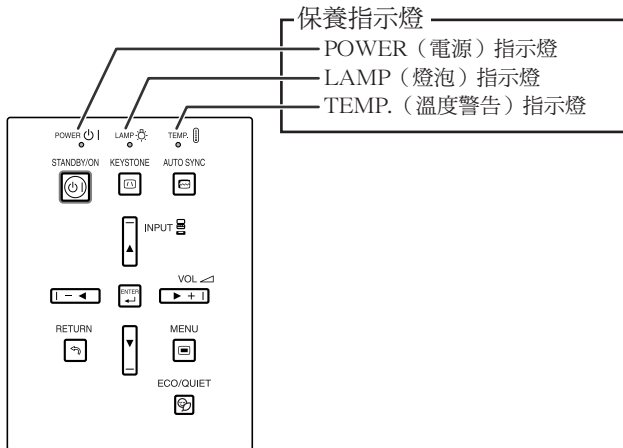 保養指示燈
POWER（電源）指示燈
LAMP（燈泡）指示燈
TEMP.（溫度警告）指示燈
POWER LAMP TEMP.
STANDBY/ON KEYSTONE AUTO SYNC
INPUT
VOL
ENTER
RETURN MENU
ECO/QUIET